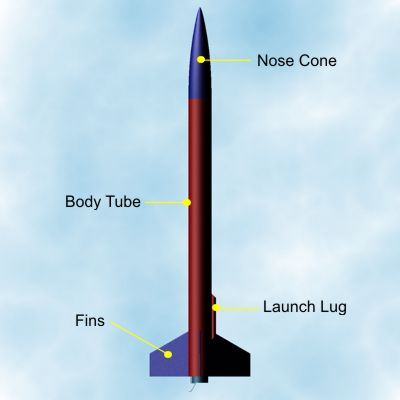 Nose Cone
Body Tube
Launch Lug
Fins